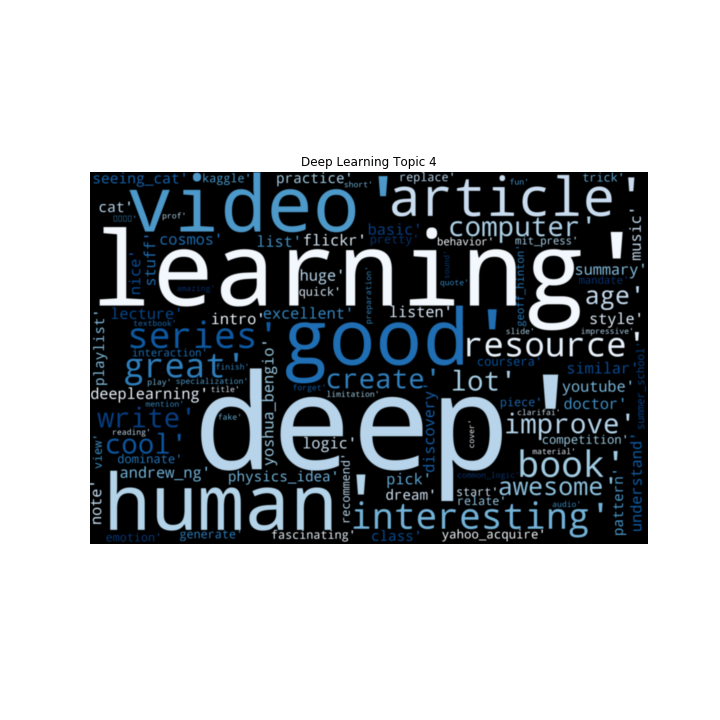 Deep Learning Topic 4
seeing_cat' kaggle' practice' short' replace' fun' trick'
video' article'
cat' prof' basic' computer' music'
cosmos' list' flickr' pretty' behavior' mit_press'
learning'
nice' stuff' huge' sound' summary'
amazing' quick' preparation' quote' geoff_hinton' mandate' age'
lecture' intro' excellent' listen' style'
textbook' slide' impressive'
playlist' series' good' resource'
interaction' great' finish' coursera' similar' summer_school'
play' specialization' create' lot' youtube'
deeplearning' title' forget' limitation' piece' doctor'
mention' yoshua_bengio' deep' clarifai'
write' fake' improve'
reading' cool' logic' discovery' cover' competition'
view' dominate' material' understand'
andrew_ng' physics_idea' pick' common_logic' book'
note' human' recommend' dream' start' awesome' pattern'
relate' audio'
interesting'
emotion' generate' fascinating' class' yahoo_acquire'